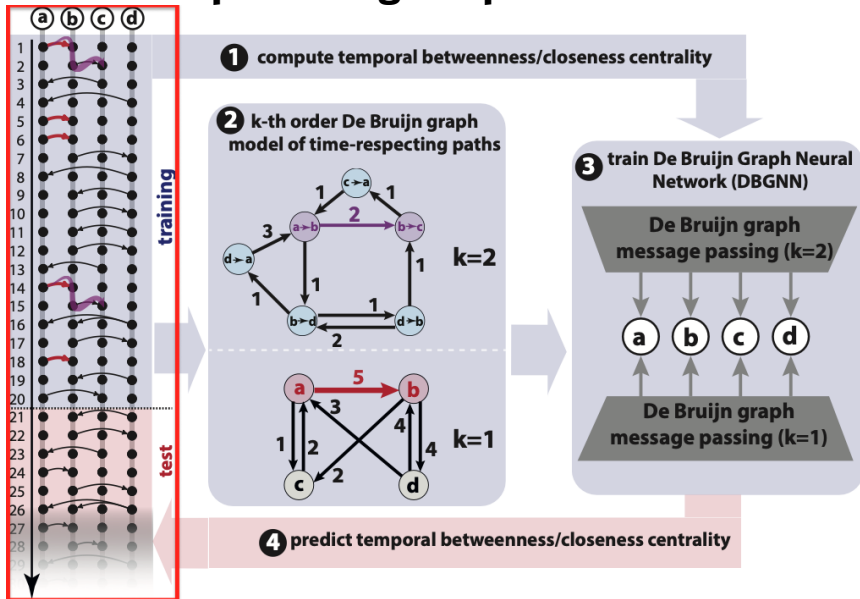 a b c d
1
2
3
4
5
6
7
8
9
10
11
12
13
14
15
16
17
18
19
20
21
22
23
24
25
26
27
28
29
training
test
1 compute temporal betweenness/closeness centrality
2 k-th order De Bruijn graph
model of time-respecting paths
c→a
1 1
a→b 2 b→c
3
d→a
k=2
1 1
1 1
b→d d→b
2
a 5 b
3
1 2 4 4
2
k=1
c d
3 train De Bruijn Graph Neural
Network (DBGNN)
De Bruijn graph
message passing (k=2)
a b c d
De Bruijn graph
message passing (k=1)
4 predict temporal betweenness/closeness centrality